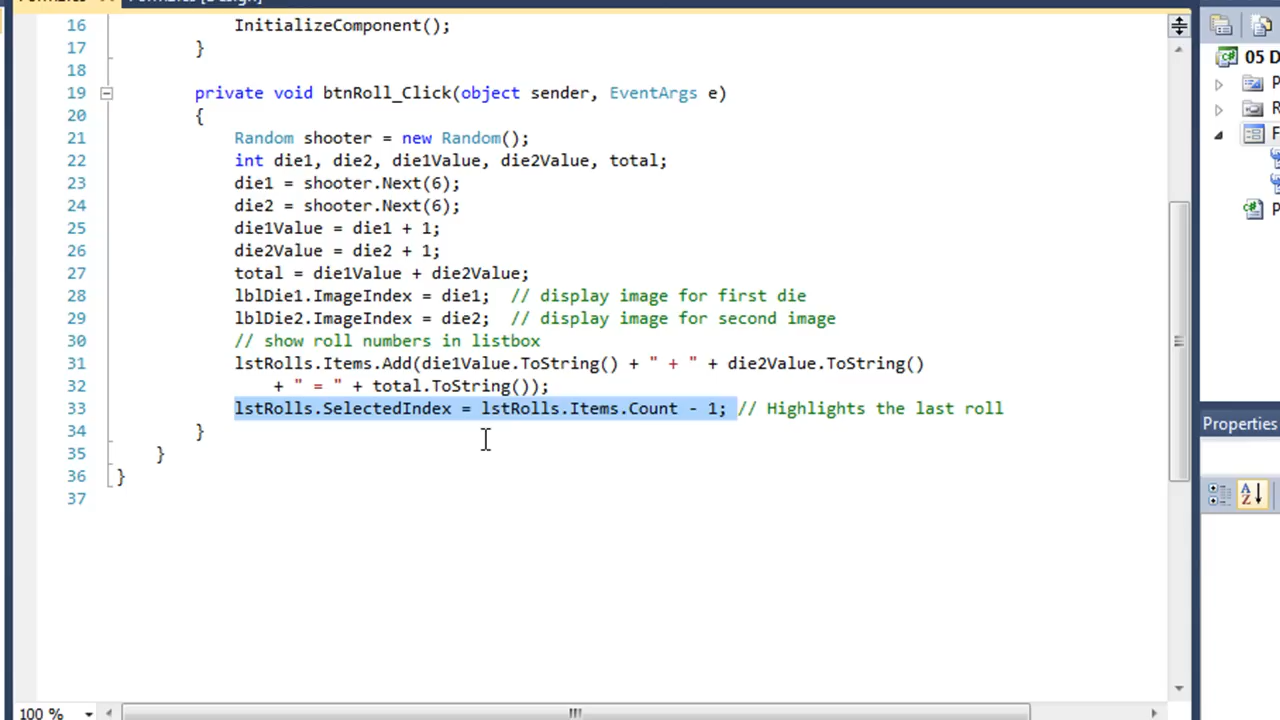 16 InitializeComponent();
17 }
18
19 private void btnRoll_Click(object sender, EventArgs e)
20 {
21 Random shooter = new Random();
22 int die1, die2, die1Value, die2Value, total;
23 die1 = shooter.Next(6);
24 die2 = shooter.Next(6);
25 die1Value = die1 + 1;
26 die2Value = die2 + 1;
27 total = die1Value + die2Value;
28 lblDie1.ImageIndex = die1; // display image for first die
29 lblDie2.ImageIndex = die2; // display image for second image
30 // show roll numbers in listbox
31 lstRolls.Items.Add(die1Value.ToString() + " + " + die2Value.ToString()
32 + " = " + total.ToString());
33 lstRolls.SelectedIndex = lstRolls.Items.Count - 1; // Highlights the last roll
34 }
35 }
36 }
37
100 %
05 D
P
R
F
P
Properties